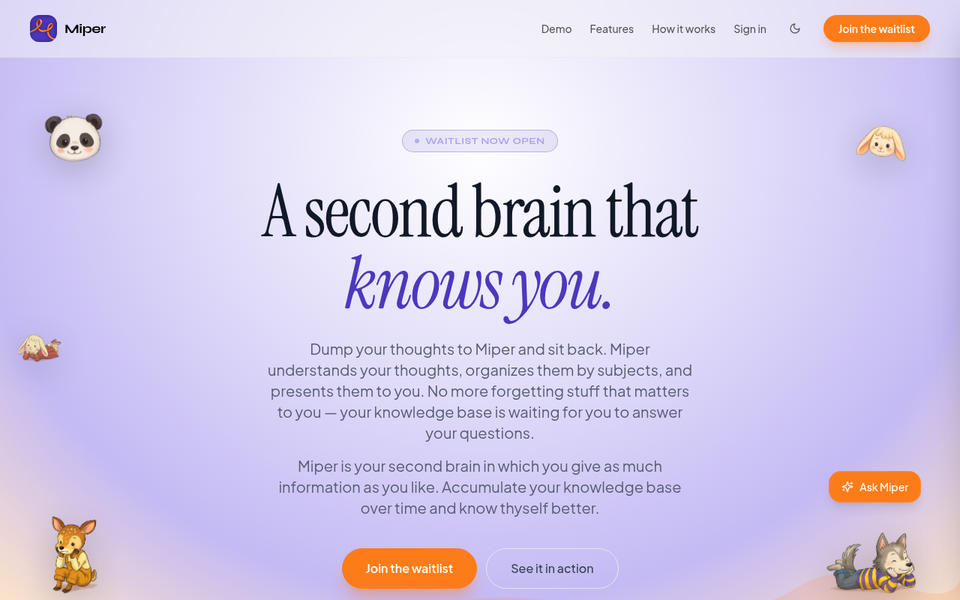 Miper
Demo
Features
How it works
Sign in
Join the waitlist
WAITLIST NOW OPEN
A second brain that
knows you.
Dump your thoughts to Miper and sit back. Miper
understands your thoughts, organizes them by subjects, and
presents them to you. No more forgetting stuff that matters
to you — your knowledge base is waiting for you to answer
your questions.
Miper is your second brain in which you give as much
information as you like. Accumulate your knowledge base
over time and know thyself better.
Ask Miper
Join the waitlist
See it in action